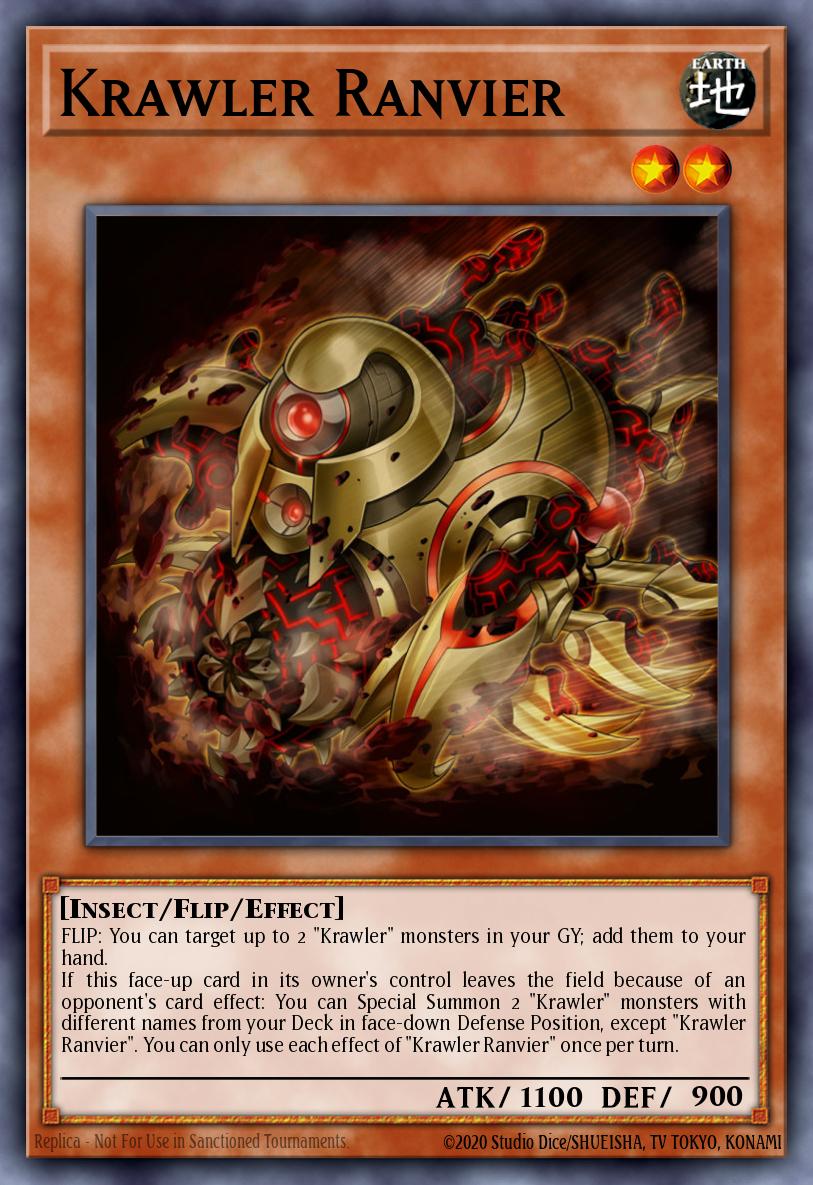 Krawler Ranvier
EARTH
地
[Insect/Flip/Effect]
FLIP: You can target up to 2 "Krawler" monsters in your GY; add them to your
hand.
If this face-up card in its owner's control leaves the field because of an
opponent's card effect: You can Special Summon 2 "Krawler" monsters with
different names from your Deck in face-down Defense Position, except "Krawler
Ranvier". You can only use each effect of "Krawler Ranvier" once per turn.
ATK/ 1100 DEF/ 900
Replica - Not For Use in Sanctioned Tournaments.
©2020 Studio Dice/SHUEISHA, TV TOKYO, KONAMI